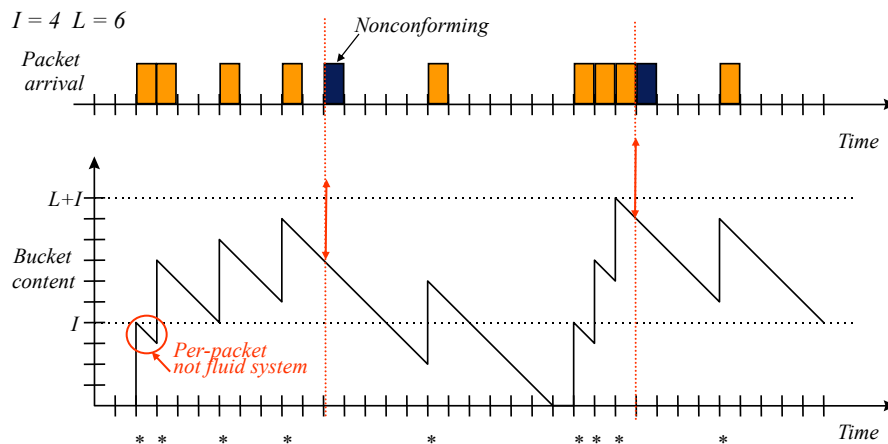 I = 4 L = 6
Nonconforming
Packet
arrival
Time
L+I
Bucket
content
I
Per-packet
not fluid system
Time
* * * * * * * * *